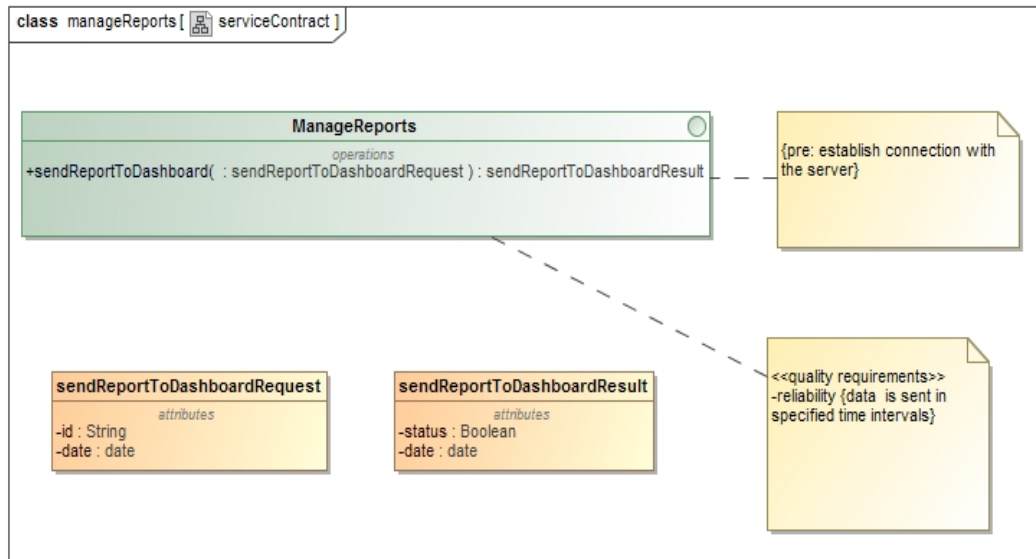 class manageReports [ serviceContract ]
ManageReports
operations
+sendReportToDashboard( : sendReportToDashboardRequest ) : sendReportToDashboardResult
{pre: establish connection with
the server}
<<quality requirements>>
-reliability {data is sent in
specified time intervals}
sendReportToDashboardRequest
attributes
-id : String
-date : date
sendReportToDashboardResult
attributes
-status : Boolean
-date : date